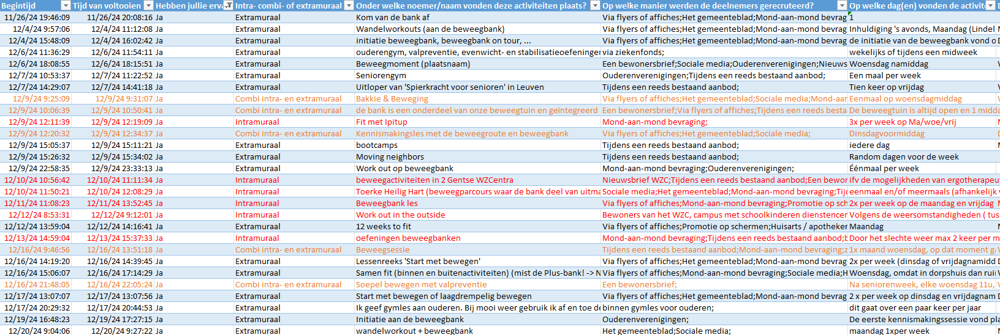 Begintijd Tijd van voltooien Hebben jullie erva Intra- combi- of extramuraal Onder welke noemer/naam vonden deze activiteiten plaats? Op welke manier werden de deelnemers gerecruteerd? Op welke dag(en) vonden de activite
11/26/24 19:46:09 11/26/24 20:08:16 Ja Extramuraal Kom van de bank af Via flyers of affiches;Het gemeenteblad;Mond-aan-mond bevrag 1
12/4/24 9:57:06 12/4/24 11:12:08 Ja Extramuraal Wandelworkouts (aan de beweegbank) Via flyers of affiches;Het gemeenteblad;Mond-aan-mond bevrag Inhuldiging 's avonds, Maandag (Lindel
12/4/24 15:48:09 12/4/24 16:02:42 Ja Extramuraal initiatie beweegbank, beweegbank on tour, ... Via flyers of affiches;Het gemeenteblad;Mond-aan-mond bevrag de initiatie van de beweegbank vond o
12/6/24 11:36:29 12/6/24 11:54:11 Ja Extramuraal ouderengym, valpreventie, evenwicht- en stabilisatieoefeninger via ziekenfonds; wekelijks of tijdens een midweek
12/6/24 18:08:55 12/6/24 18:15:51 Ja Extramuraal Beweegmoment (plaatsnaam) Een bewonersbrief;Sociale media;Ouderenverenigingen;Nieuws Woensdag namiddag
12/7/24 10:53:37 12/7/24 11:22:52 Ja Extramuraal Seniorengym Ouderenverenigingen;Tijdens een reeds bestaand aanbod; Een maal per week
12/7/24 14:29:07 12/7/24 14:41:18 Ja Extramuraal Uitloper van 'Spierkracht voor senioren' in Leuven Tijdens een reeds bestaand aanbod; Tien keer op vrijdag
12/9/24 9:25:09 12/9/24 9:31:07 Ja Combi intra- en extramuraal Bakkie & Beweging Via flyers of affiches;Het gemeenteblad;Sociale media;Mond-aar Eenmaal op woensdagmiddag
12/9/24 10:06:39 12/9/24 10:50:41 Ja Combi intra- en extramuraal de bank is een onderdeel van onze beweegtuin en geïntegreerd Een bewonersbrief;Via flyers of affiches;Tijdens een reeds besta De beweegtuin is altijd open en 1 midda
12/9/24 12:11:39 12/9/24 12:19:09 Ja Intramuraal Fit met Ipitup Mond-aan-mond bevraging; 3x per week op Ma/woe/vrij
12/9/24 12:20:32 12/9/24 12:34:37 Ja Combi intra- en extramuraal Kennismakingsles met de beweegroute en beweegbank Via flyers of affiches;Het gemeenteblad;Sociale media; Dinsdagvoormiddag
12/9/24 15:05:37 12/9/24 15:11:21 Ja Extramuraal bootcamps Tijdens een reeds bestaand aanbod; iedere dag
12/9/24 15:26:32 12/9/24 15:34:02 Ja Extramuraal Moving neighbors Tijdens een reeds bestaand aanbod; Random dagen voor de week
12/9/24 22:58:35 12/9/24 23:33:13 Ja Extramuraal Work out op beweegbank Mond-aan-mond bevraging;Ouderenverenigingen; Éénmaal per week
12/10/24 10:56:42 12/10/24 11:11:34 Ja Intramuraal beweegactiviteiten in 2 Gentse WZCentra Nieuwsbrief WZC;Tijdens een reeds bestaand aanbod;Een bewor ifv de mogelijkheden van ergotherapeut
12/10/24 11:50:21 12/10/24 12:08:29 Ja Intramuraal Toerke Heilig Hart (beweegparcours waar de bank deel van uitma Sociale media;Het gemeenteblad;Mond-aan-mond bevraging;Tijc eenmaal en/of meermaals (afhankelijk v
12/11/24 11:08:23 12/11/24 13:52:45 Ja Intramuraal Beweegbank les Via flyers of affiches;Mond-aan-mond bevraging;Promotie op sch 2x per week op de maandag en vrijdag
12/12/24 8:53:31 12/12/24 9:12:01 Ja Intramuraal Work out in the outside Bewoners van het WZC, campus met schoolkinderen dienstencer Volgens de weersomstandigheden ( tus
12/12/24 13:59:04 12/12/24 14:16:41 Ja Extramuraal 12 weeks to fit Via flyers of affiches;Promotie op schermen;Huisarts / apotheker Maandag
12/13/24 14:59:04 12/13/24 15:37:33 Ja Intramuraal oefeningen beweegbanken Mond-aan-mond bevraging;Tijdens een reeds bestaand aanbod;b Door het slechte weer max 2 keer per m
12/16/24 9:46:56 12/16/24 13:51:18 Ja Combi intra- en extramuraal Beweegsessie Tijdens een reeds bestaand aanbod;Mond-aan-mond bevraging;z 1x maand woensdag, op dat moment ga
12/16/24 14:19:20 12/16/24 14:39:45 Ja Extramuraal Lessenreeks 'Start met bewegen' Via flyers of affiches;Het gemeenteblad; 2x per week (dinsdag of vrijdagnamidd
12/16/24 15:06:07 12/16/24 17:14:29 Ja Extramuraal Samen fit (binnen en buitenactiviteiten) (mist de Plus-bank! -> N Via flyers of affiches;Mond-aan-mond bevraging;Sociale media;H Woensdag, omdat in dorpshuis dan ruii
12/16/24 21:48:05 12/16/24 22:05:24 Ja Combi intra- en extramuraal Soepel bewegen met valpreventie Een bewonersbrief; Na seniorenweek, elke woensdag 11u,
12/17/24 13:07:07 12/17/24 13:07:56 Ja Extramuraal Start met bewegen of laagdrempelig bewegen Via flyers of affiches;Het gemeenteblad;Mond-aan-mond bevrag 2 x per week op dinsdag en vrijdagnam
12/17/24 20:29:32 12/17/24 20:44:53 Ja Extramuraal Ik geef gymles aan ouderen. Bij mooi weer gebruik ik af en toe de binnen gymles voor ouderen; dit gaat over een paar keer per jaar
12/19/24 16:48:23 12/19/24 17:27:15 Ja Extramuraal Initiatie aan de beweegbank Ouderenverenigingen; De eerste kennismakingssessie vond pla
12/20/24 9:04:06 12/20/24 9:27:22 Ja Extramuraal wandelworkout + beweegbank Het gemeenteblad;Sociale media; maandag 1xper week